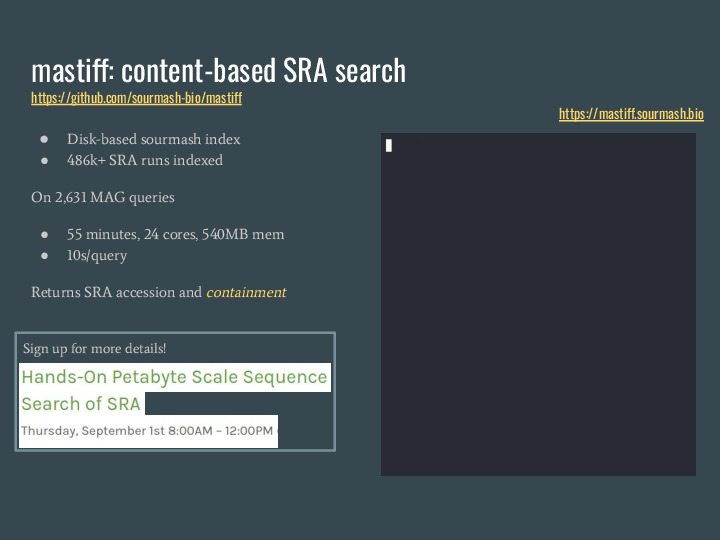 mastiff: content-based SRA search
https://github.com/sourmash-bio/mastiff
https://mastiff.sourmash.bio
● Disk-based sourmash index
● 486k+ SRA runs indexed
On 2,631 MAG queries
● 55 minutes, 24 cores, 540MB mem
● 10s/query
Returns SRA accession and containment
Sign up for more details!
Hands-On Petabyte Scale Sequence
Search of SRA
Thursday, September 1st 8:00AM – 12:00PM